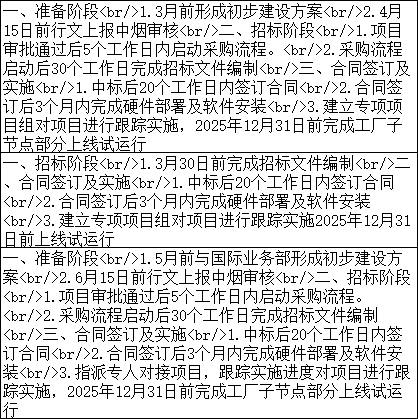 一、准备阶段<br/>1.3月前形成初步建设方案<br/>2.4月
15日前行文上报中烟审核<br/>二、招标阶段<br/>1.项目
审批通过后5个工作日内启动采购流程。<br/>2.采购流程
启动后30个工作日完成招标文件编制<br/>三、合同签订及
实施<br/>1.中标后20个工作日内签订合同<br/>2.合同签
订后3个月内完成硬件部署及软件安装<br/>3.建立专项项
目组对项目进行跟踪实施，2025年12月31日前完成工厂子
节点部分上线试运行
一、招标阶段<br/>1.3月30日前完成招标文件编制<br/>二
、合同签订及实施<br/>1.中标后20个工作日内签订合同
<br/>2.合同签订后3个月内完成硬件部署及软件安装
<br/>3.建立专项项目组对项目进行跟踪实施2025年12月31
日前上线试运行
一、准备阶段<br/>1.5月前与国际业务部形成初步建设方
案<br/>2.6月15日前行文上报中烟审核<br/>二、招标阶段
<br/>1.项目审批通过后5个工作日内启动采购流程。
<br/>2.采购流程启动后30个工作日完成招标文件编制
<br/>三、合同签订及实施<br/>1.中标后20个工作日内签
订合同<br/>2.合同签订后3个月内完成硬件部署及软件安
装<br/>3.指派专人对接项目，跟踪实施进度对项目进行跟
踪实施，2025年12月31日前完成工厂子节点部分上线试运
行